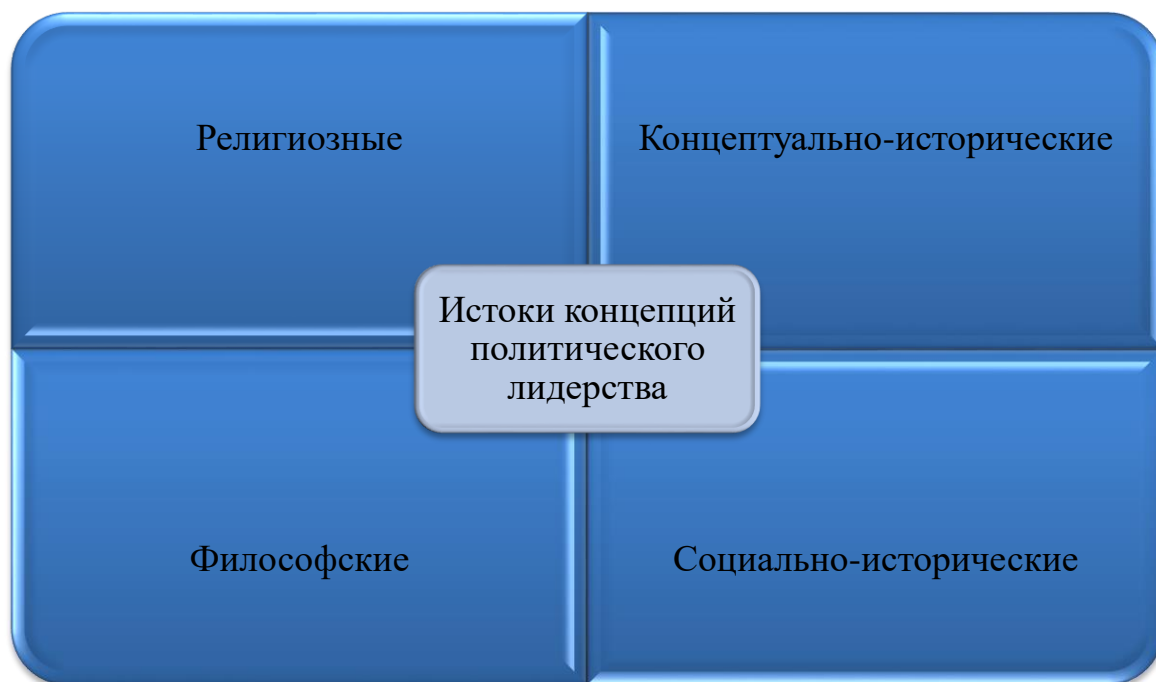 Религиозные
Концептуально-исторические
Истоки концепций
политического
лидерства
Философские
Социально-исторические